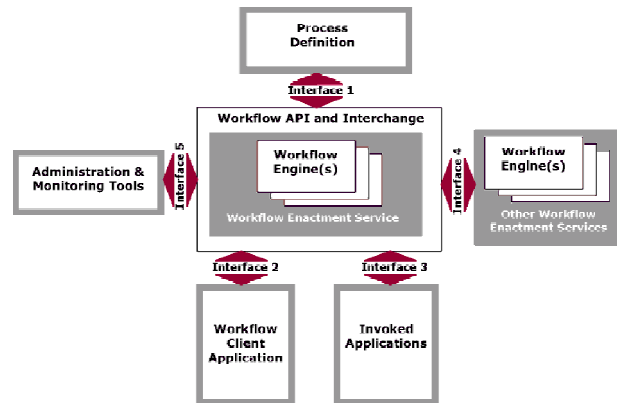 Process
Definition
Interface 1
Workflow API and Interchange
Workflow
Engine(s)
Workflow Enactment Service
Interface 5
Administration &
Monitoring Tools
Interface 4
Workflow
Engine(s)
Other Workflow
Enactment Services
Interface 2
Interface 3
Workflow
Client
Application
Invoked
Applications